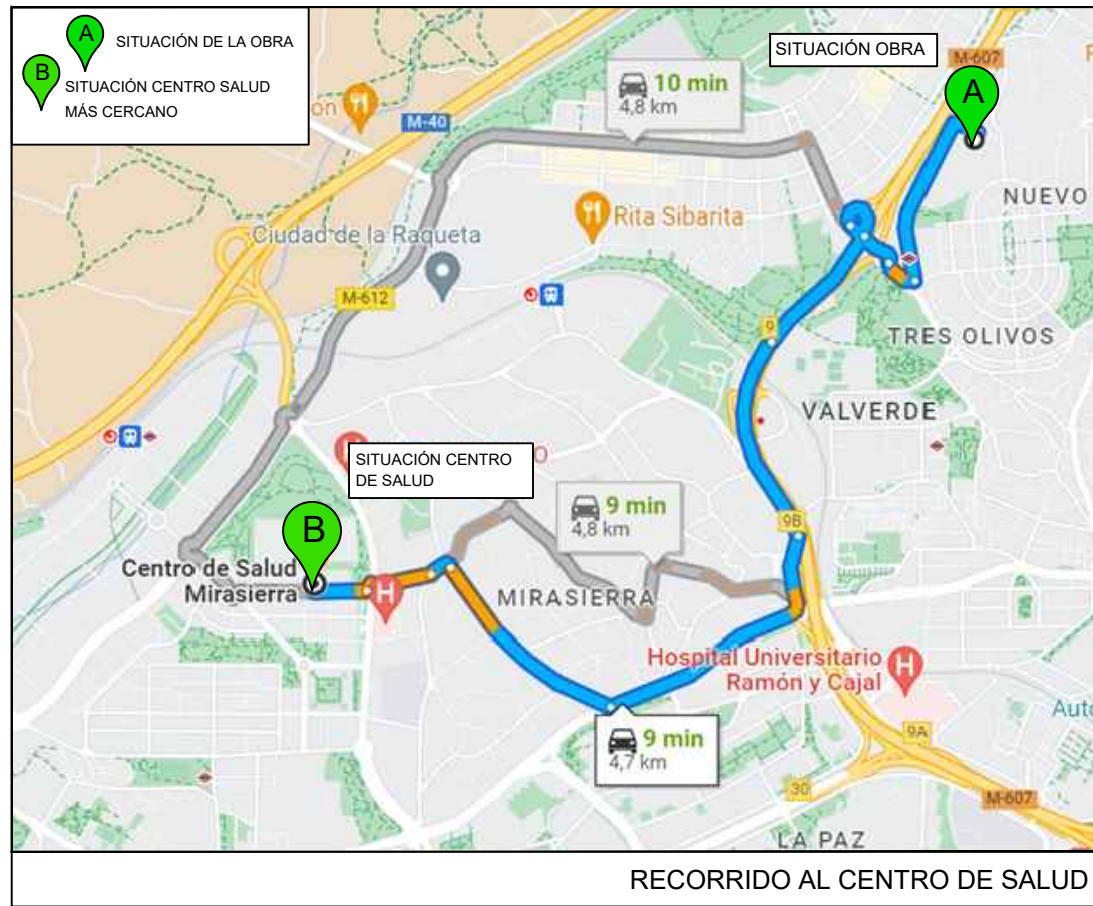 A
SITUACIÓN DE LA OBRA
B
SITUACIÓN CENTRO SALUD
MÁS CERCANO
SITUACIÓN OBRA
M-607
A
10 min
4,8 km
M-40
NUEVO
Rita Sibarita
Ciudad de la Raqueta
M-612
9
TRES OLIVOS
VALVERDE
SITUACIÓN CENTRO
DE SALUD
9 min
4,8 km
9B
B
Centro de Salud
Mirasierra
H
MIRASIERRA
Hospital Universitario
Ramón y Cajal
H
9 min
4,7 km
Auto
9A
30
M-607
LA PAZ
RECORRIDO AL CENTRO DE SALUD